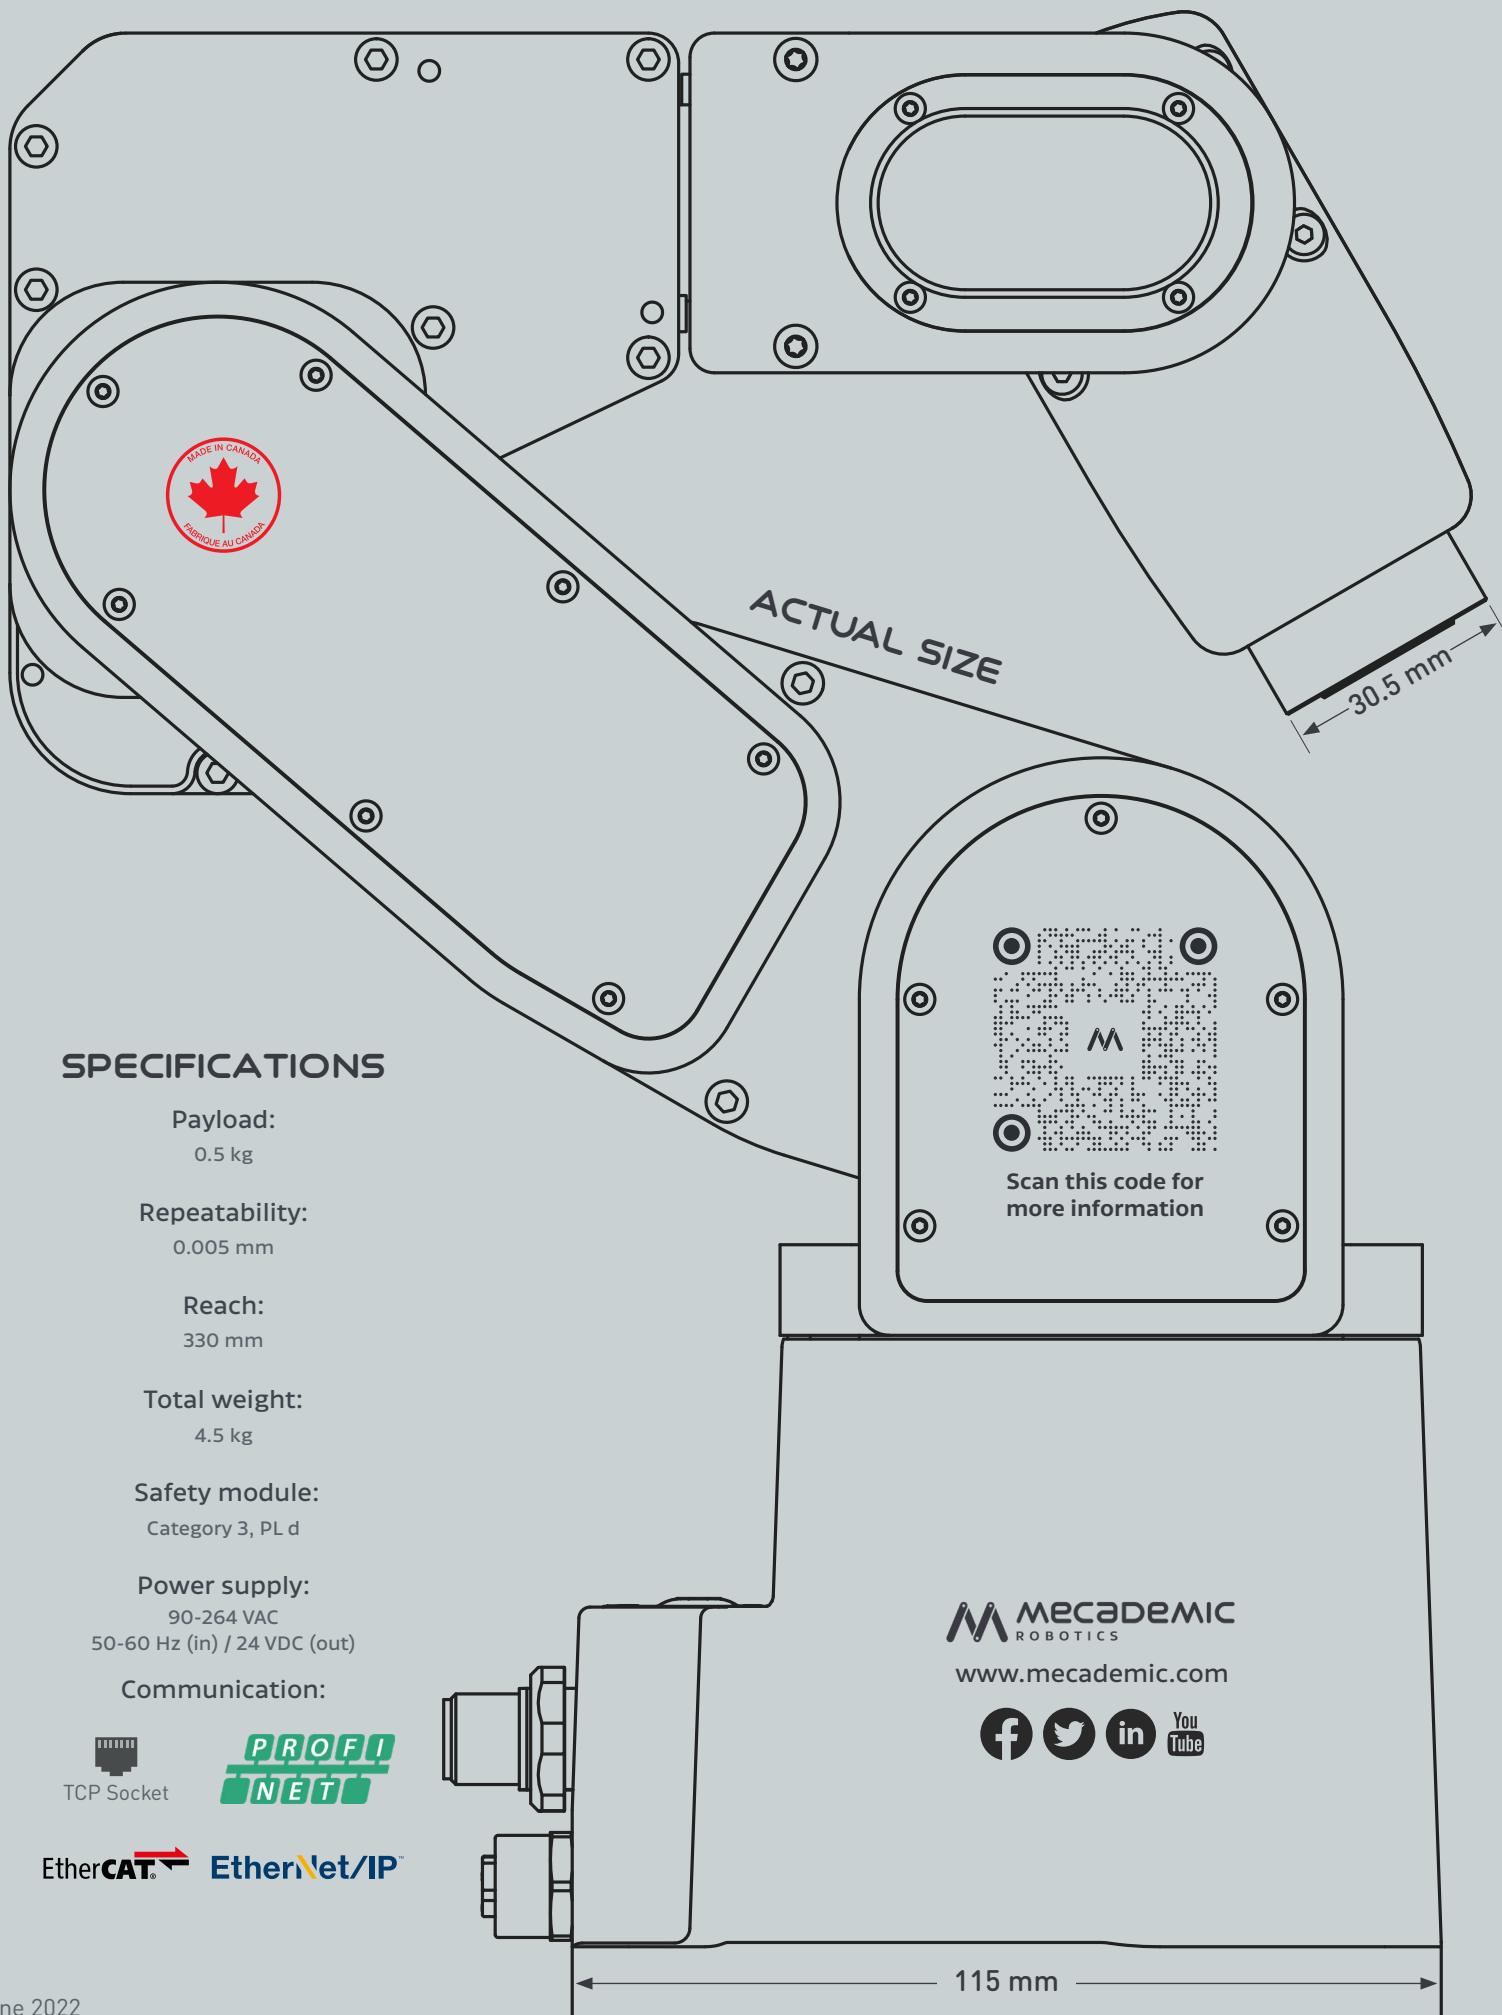 MADE IN CANADA
FABRIQUE AU CANADA
ACTUAL SIZE
30.5 mm
Scan this code for
more information
SPECIFICATIONS
Payload:
0.5 kg
Repeatability:
0.005 mm
Reach:
330 mm
Total weight:
4.5 kg
Safety module:
Category 3, PL d
Power supply:
90-264 VAC
50-60 Hz (in) / 24 VDC (out)
Communication:
TCP Socket
PROFI
NET
EtherCAT®
EtherNet/IP™
MECADEMIC
ROBOTICS
www.mecademic.com
in
You
Tube
115 mm
2022